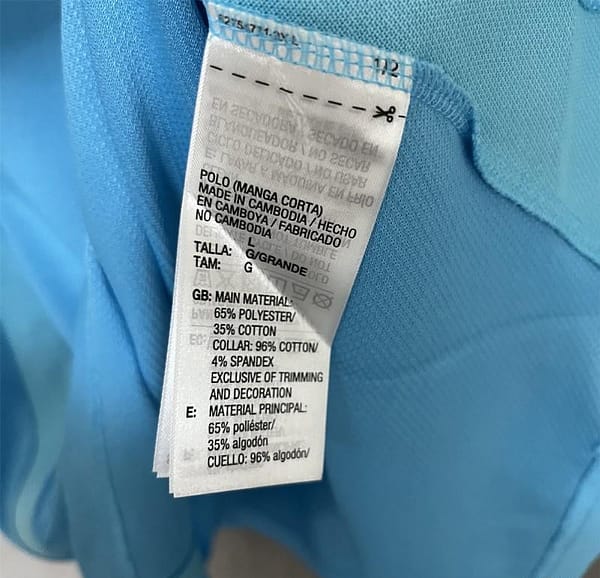 1/2
POLO (MANGA CORTA)
MADE IN CAMBODIA / HECHO
EN CAMBOYA / FABRICADO
NO CAMBODIA
TALLA: L
G/GRANDE
TAM: G
GB: MAIN MATERIAL:
65% POLYESTER/
35% COTTON
COLLAR: 96% COTTON/
4% SPANDEX
EXCLUSIVE OF TRIMMING
AND DECORATION
E: MATERIAL PRINCIPAL:
65% poliéster/
35% algodón
CUELLO: 96% algodón/